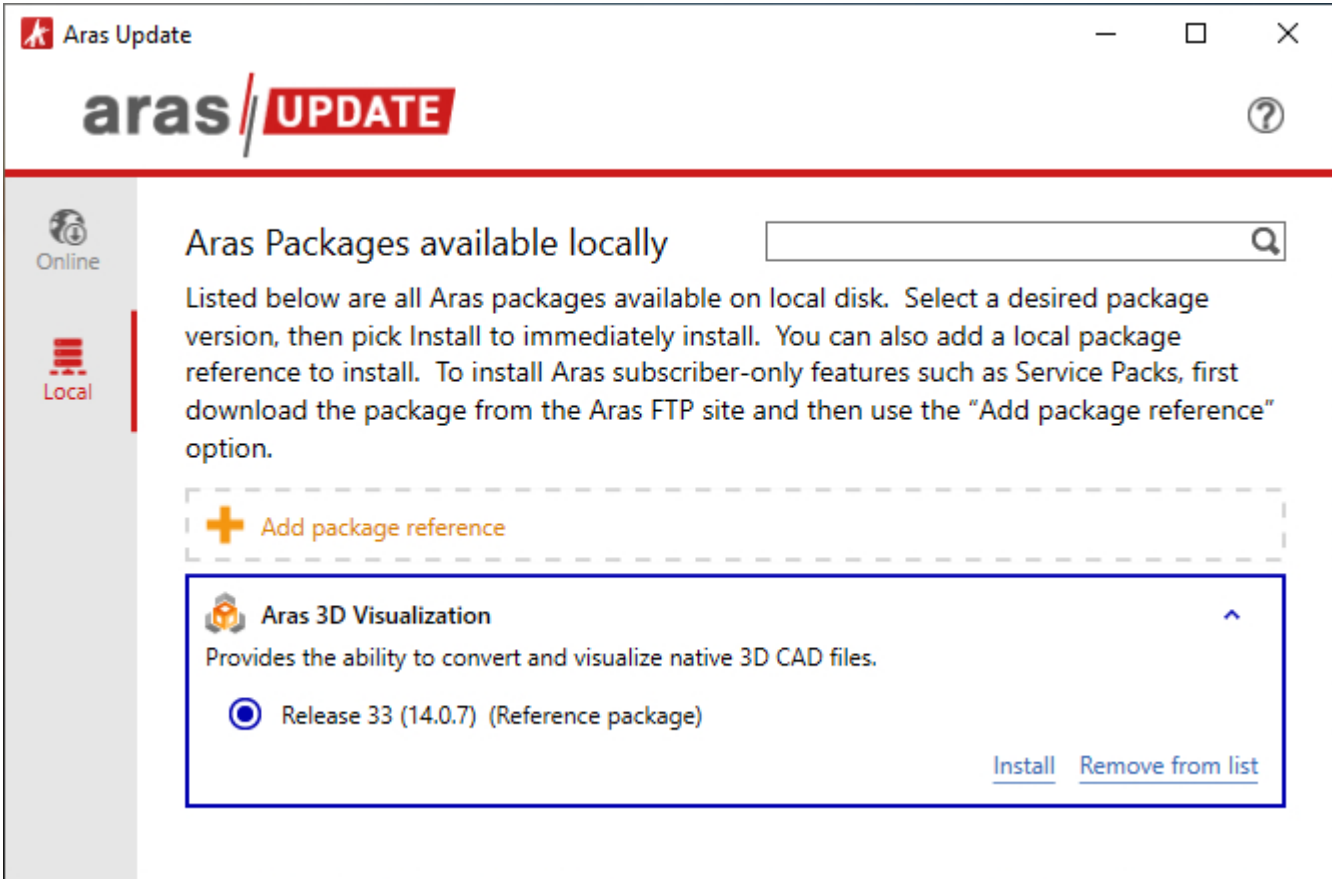 Aras Update
aras UPDATE
Online
Local
Aras Packages available locally
Listed below are all Aras packages available on local disk. Select a desired package
version, then pick Install to immediately install. You can also add a local package
reference to install. To install Aras subscriber-only features such as Service Packs, first
download the package from the Aras FTP site and then use the “Add package reference”
option.
Add package reference
Aras 3D Visualization
Provides the ability to convert and visualize native 3D CAD files.
Release 33 (14.0.7) (Reference package)
Install Remove from list